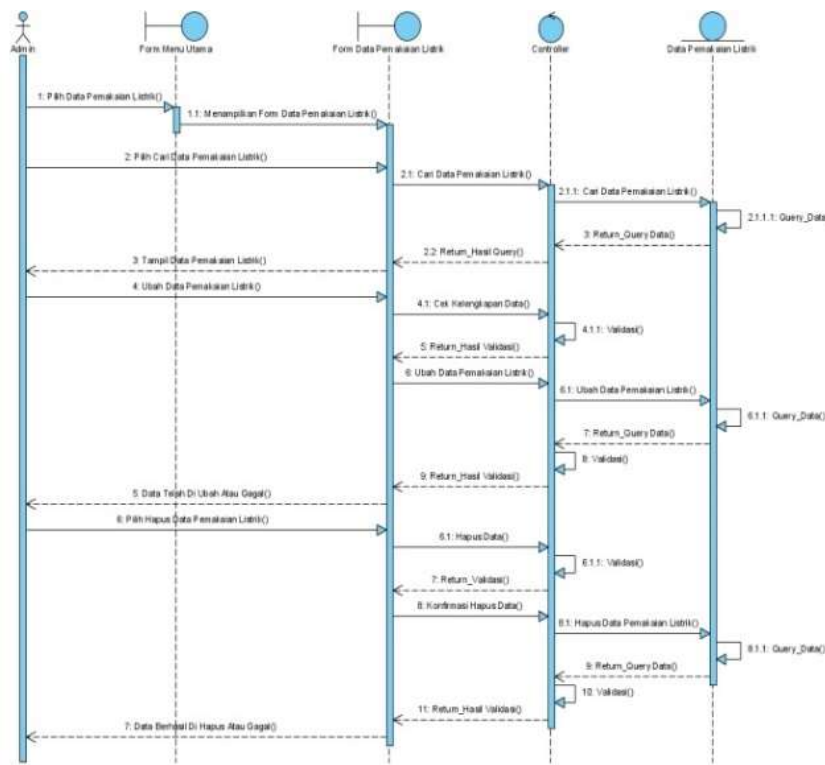 Admin
Form Menu Utama
Form Data Pemakaian Listrik
Controller
Data Pemakaian Listrik
1: Pilih Data Pemakaian Listrik()
1.1: Menampilkan Form Data Pemakaian Listrik()
2: Pilih Cari Data Pemakaian Listrik()
2.1: Cari Data Pemakaian Listrik()
2.1.1: Cari Data Pemakaian Listrik()
2.1.1.1: Query_Data
3: Return_Query Data()
2.2: Return_Hasil Query()
3: Tampil Data Pemakaian Listrik()
4: Ubah Data Pemakaian Listrik()
4.1: Cek Kelengkapan Data()
4.1.1: Validasi()
5: Return_Hasil Validasi()
6: Ubah Data Pemakaian Listrik()
6.1: Ubah Data Pemakaian Listrik()
6.1.1: Query_Data()
7: Return_Query Data()
8: Validasi()
9: Return_Hasil Validasi()
5: Data Telah Di Ubah Atau Gagal()
6: Pilih Hapus Data Pemakaian Listrik()
6.1: Hapus Data()
6.1.1: Validasi()
7: Return_Validasi()
8: Konfirmasi Hapus Data()
8.1: Hapus Data Pemakaian Listrik()
8.1.1: Query_Data()
9: Return_Query Data()
10: Validasi()
11: Return_Hasil Validasi()
7: Data Berhasil Di Hapus Atau Gagal()